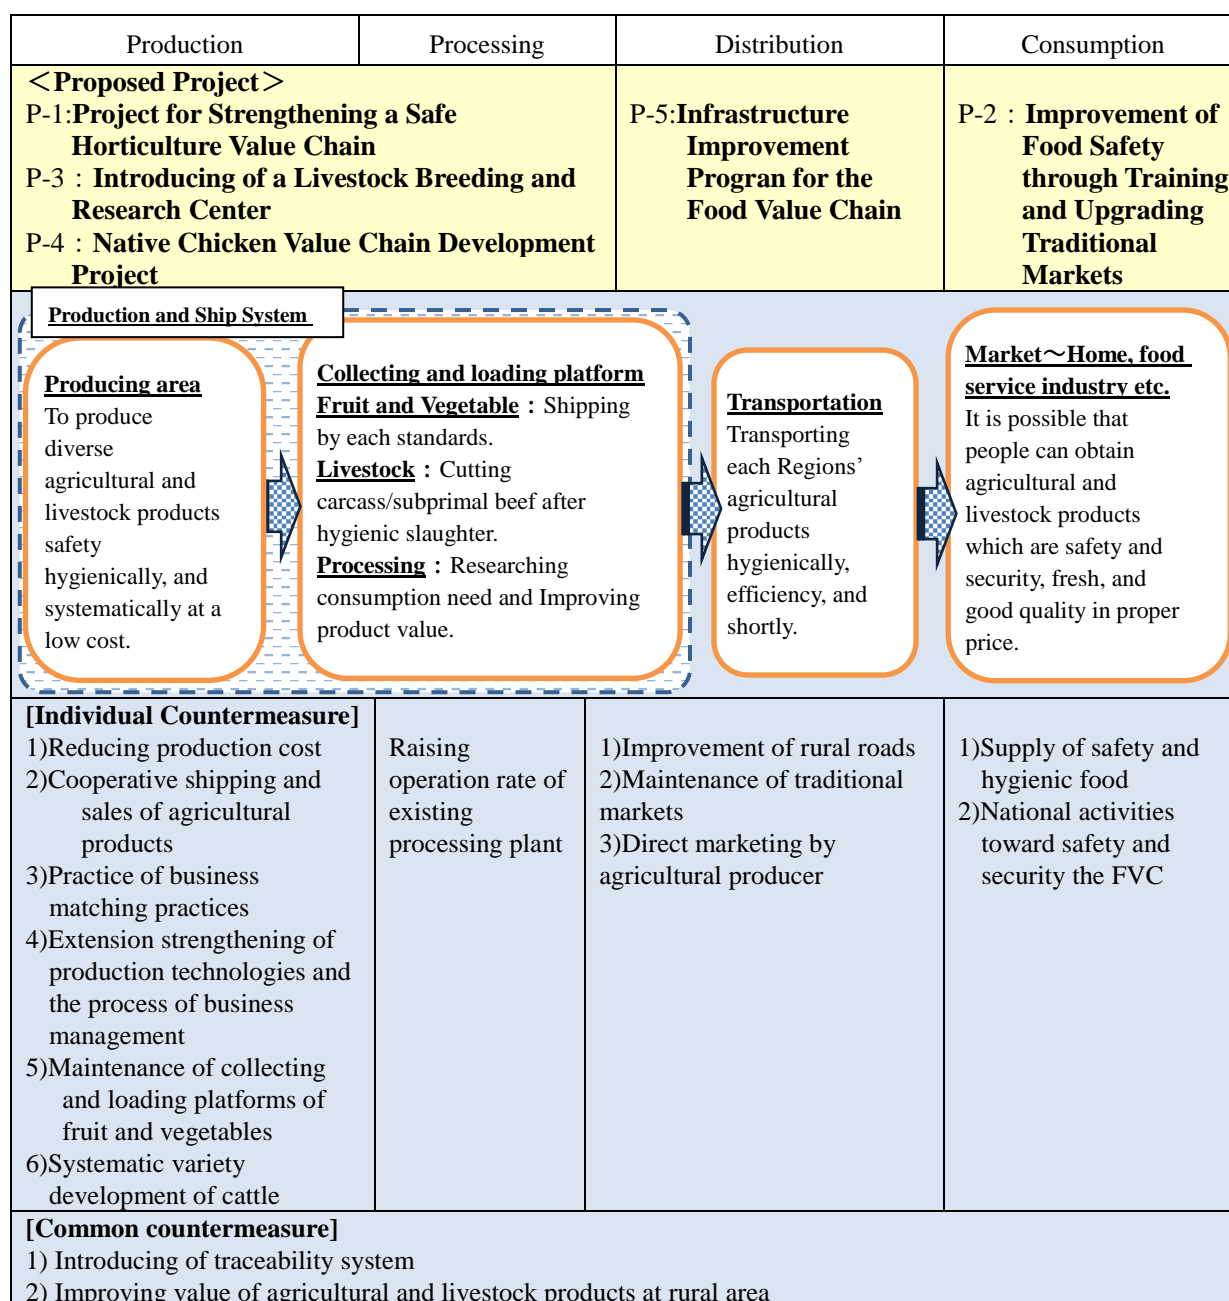 Production
Processing
Distribution
Consumption
＜Proposed Project＞
P-1:Project for Strengthening a Safe
Horticulture Value Chain
P-3：Introducing of a Livestock Breeding and
Research Center
P-4：Native Chicken Value Chain Development
Project
P-5:Infrastructure
Improvement
Progran for the
Food Value Chain
P-2：Improvement of
Food Safety
through Training
and Upgrading
Traditional
Markets
Production and Ship System
Producing area
To produce
diverse
agricultural and
livestock products
safety
hygienically, and
systematically at a
low cost.
Collecting and loading platform
Fruit and Vegetable：Shipping
by each standards.
Livestock：Cutting
carcass/subprimal beef after
hygienic slaughter.
Processing：Researching
consumption need and Improving
product value.
Transportation
Transporting
each Regions’
agricultural
products
hygienically,
efficiency, and
shortly.
Market～Home, food
service industry etc.
It is possible that
people can obtain
agricultural and
livestock products
which are safety and
security, fresh, and
good quality in proper
price.
[Individual Countermeasure]
1)Reducing production cost
2)Cooperative shipping and
sales of agricultural
products
3)Practice of business
matching practices
4)Extension strengthening of
production technologies and
the process of business
management
5)Maintenance of collecting
and loading platforms of
fruit and vegetables
6)Systematic variety
development of cattle
Raising
operation rate of
existing
processing plant
1)Improvement of rural roads
2)Maintenance of traditional
markets
3)Direct marketing by
agricultural producer
1)Supply of safety and
hygienic food
2)National activities
toward safety and
security the FVC
[Common countermeasure]
1) Introducing of traceability system
2) Improving value of agricultural and livestock products at rural area